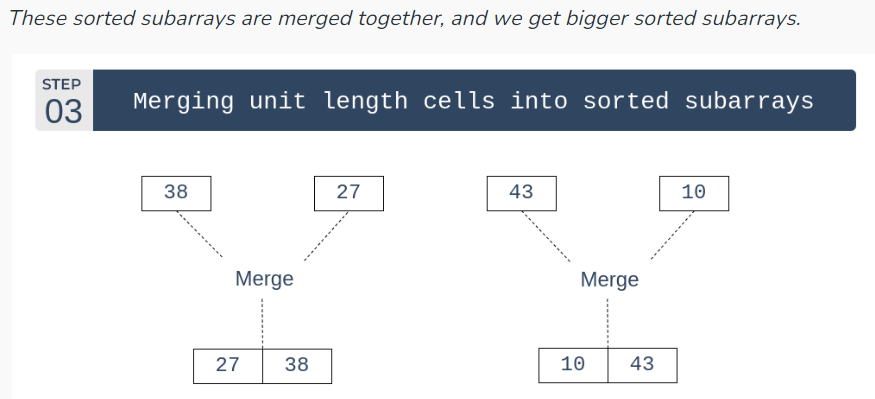 These sorted subarrays are merged together, and we get bigger sorted subarrays.
STEP
03
Merging unit length cells into sorted subarrays
38 27 43 10
Merge Merge
27 38 10 43